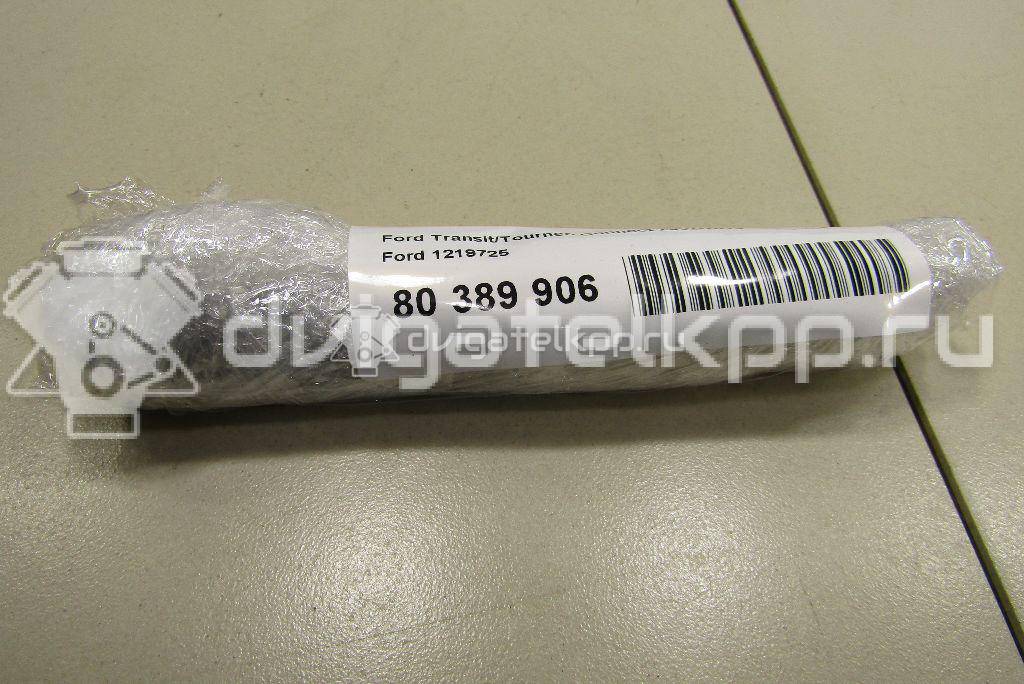 Ford Transit/Tourneo
Ford 1219725
80 389 906
dvigatelkpp.ru
dvigatelkpp.ru